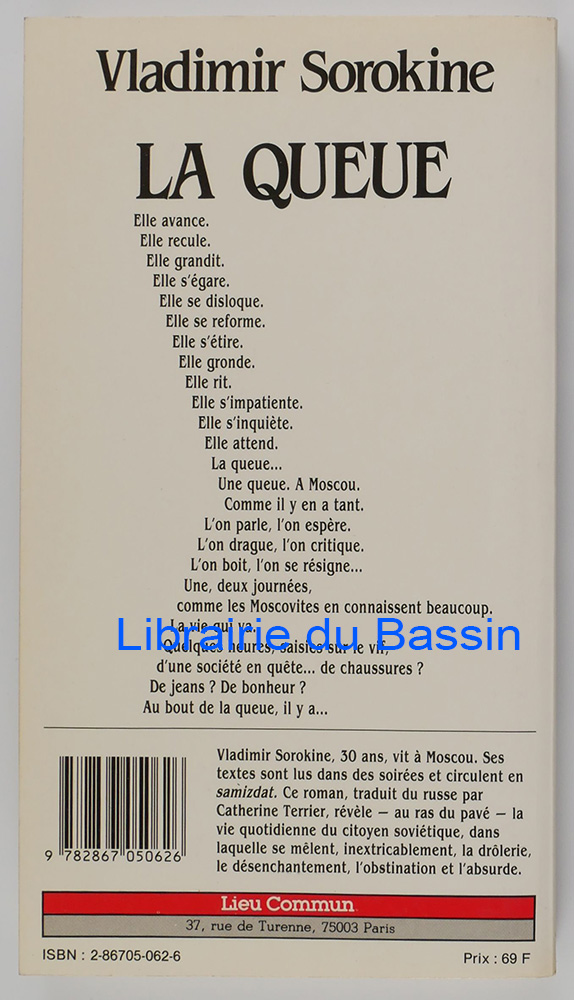 Vladimir Sorokine
LA QUEUE
Elle avance.
Elle recule.
Elle grandit.
Elle s'égare.
Elle se disloque.
Elle se reforme.
Elle s'étire.
Elle gronde.
Elle rit.
Elle s'impatiente.
Elle s'inquiète.
Elle attend.
La queue...
Une queue. A Moscou.
Comme il y en a tant.
L'on parle, l'on espère.
L'on drague, l'on critique.
L'on boit, l'on se résigne...
Une, deux journées,
comme les Moscovites en connaissent beaucoup.
La vie qui va.
Librairie du Bassin
Quelques heures, saisies sur le vif,
d'une société en quête... de chaussures ?
De jeans ? De bonheur ?
Au bout de la queue, il y a...
Vladimir Sorokine, 30 ans, vit à Moscou. Ses
textes sont lus dans des soirées et circulent en
samizdat. Ce roman, traduit du russe par
Catherine Terrier, révèle — au ras du pavé — la
vie quotidienne du citoyen soviétique, dans
laquelle se mêlent, inextricablement, la drôlerie,
le désenchantement, l'obstination et l'absurde.
9 782867 050626
Lieu Commun
37, rue de Turenne, 75003 Paris
ISBN : 2-86705-062-6
Prix : 69 F